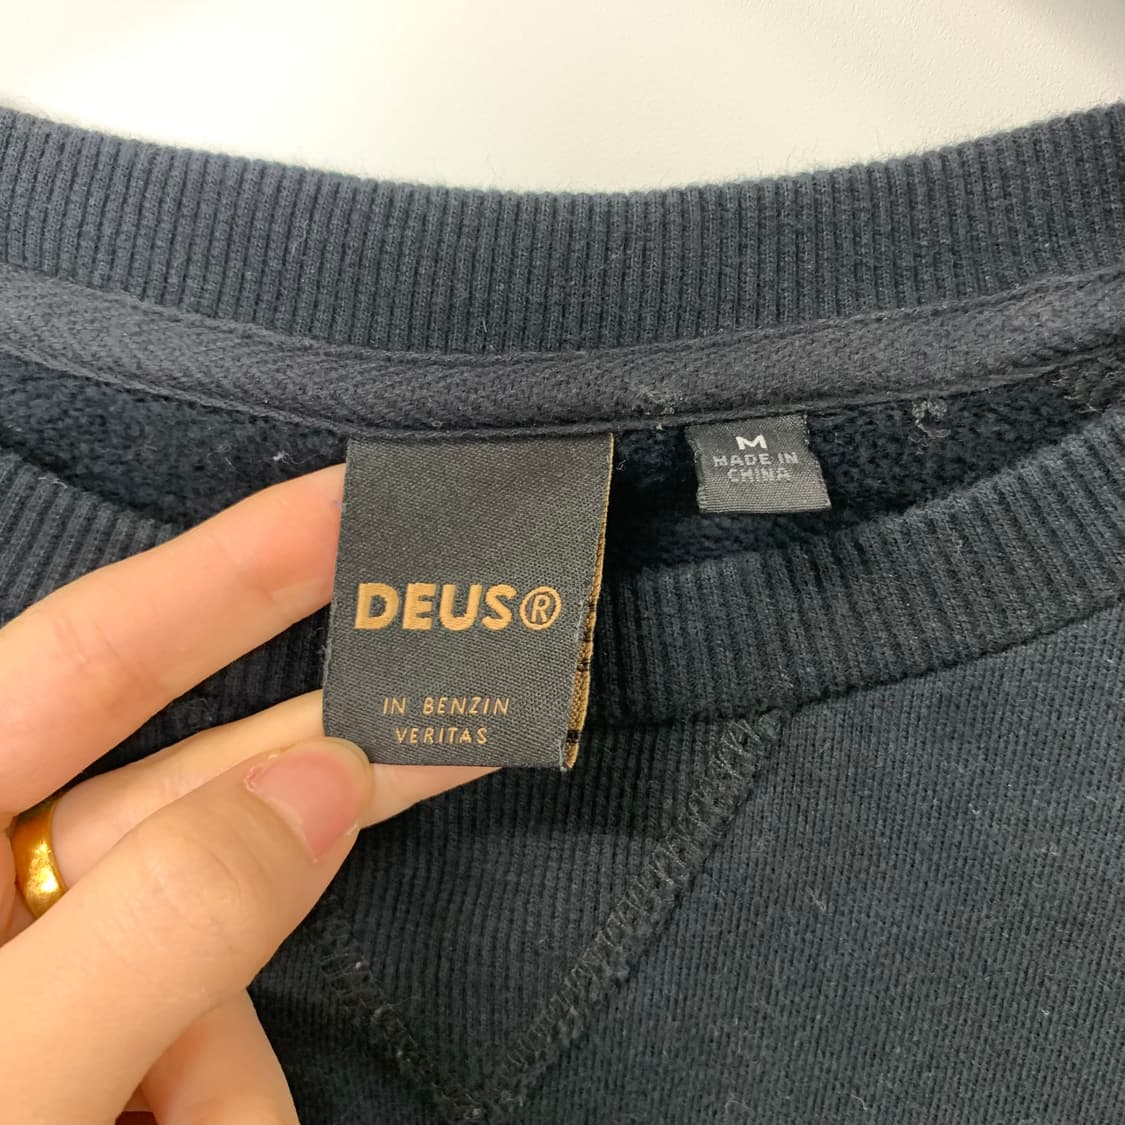 DEUS®
IN BENZIN
VERITAS
M
MADE IN
CHINA